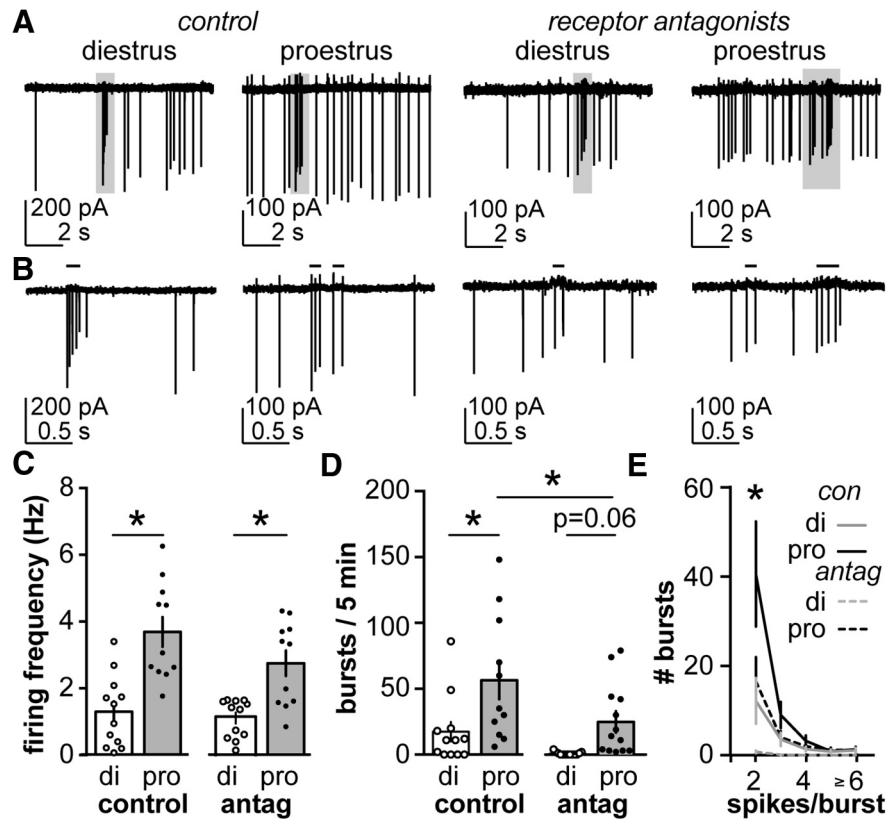 A
control
receptor antagonists
diestrus
proestrus
diestrus
proestrus
200 pA
2 s
100 pA
2 s
100 pA
2 s
100 pA
2 s
B
200 pA
0.5 s
100 pA
0.5 s
100 pA
0.5 s
100 pA
0.5 s
C
firing frequency (Hz)
8
6
4
2
0
*
*
di
pro
di
pro
control
antag
D
bursts / 5 min
200
150
100
50
0
*
*
p=0.06
di
pro
di
pro
control
antag
E
# bursts
60
40
20
0
*
con
di
pro
antag
di
pro
2
4
≥6
spikes/burst